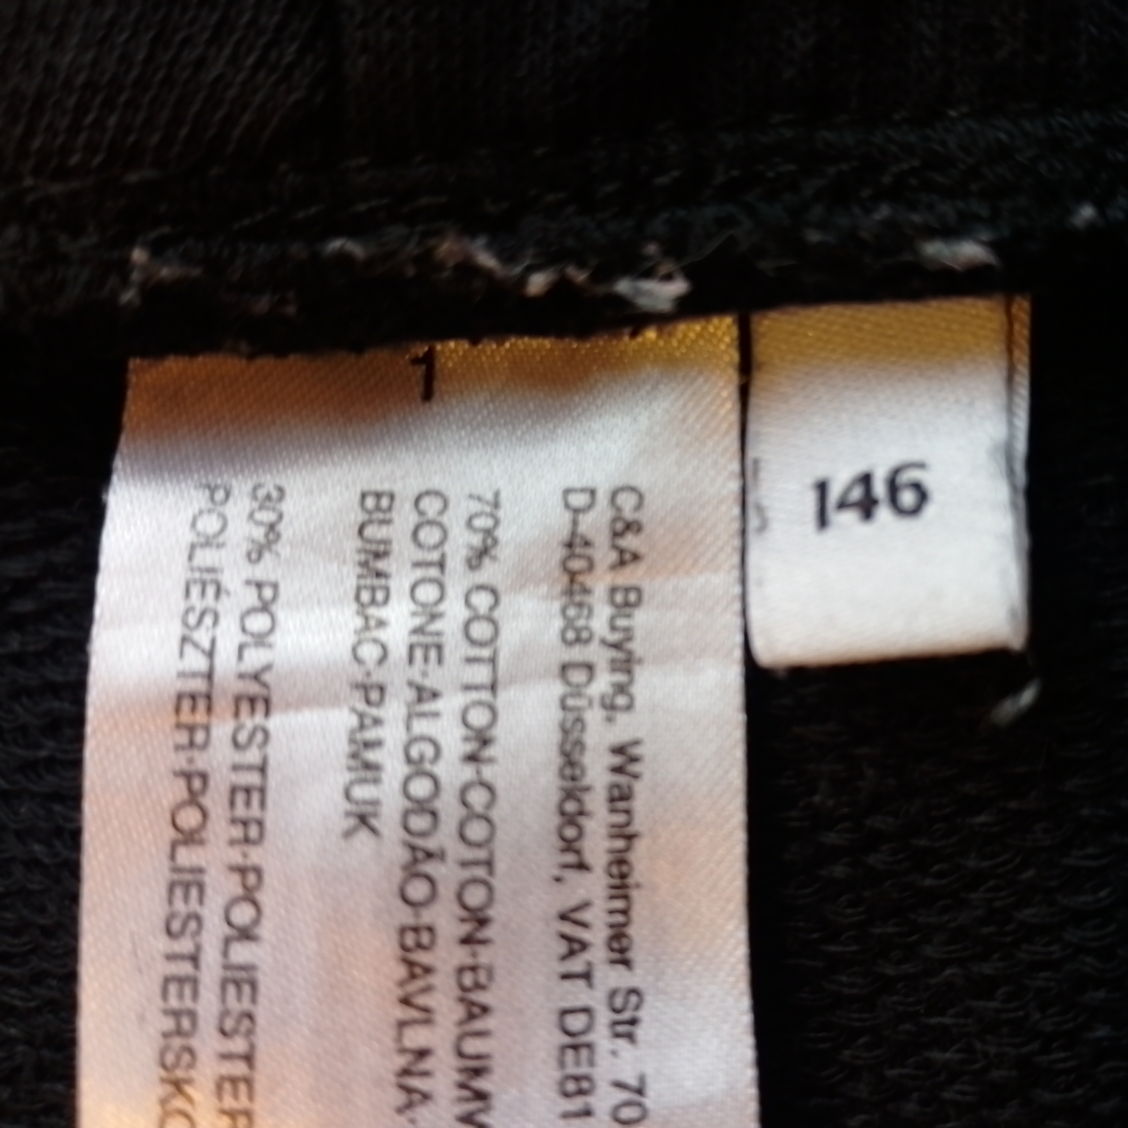 1
146
C&A Buying, Wanheimer Str. 70
D-40468 Düsseldorf, VAT DE81
70% COTTON·COTON·BAUMW
COTONE·ALGODÃO·BAVLNA·
BUMBAC·PAMUK
30% POLYESTER·POLIESTER
POLIÉSZTER·POLIESTERSKO